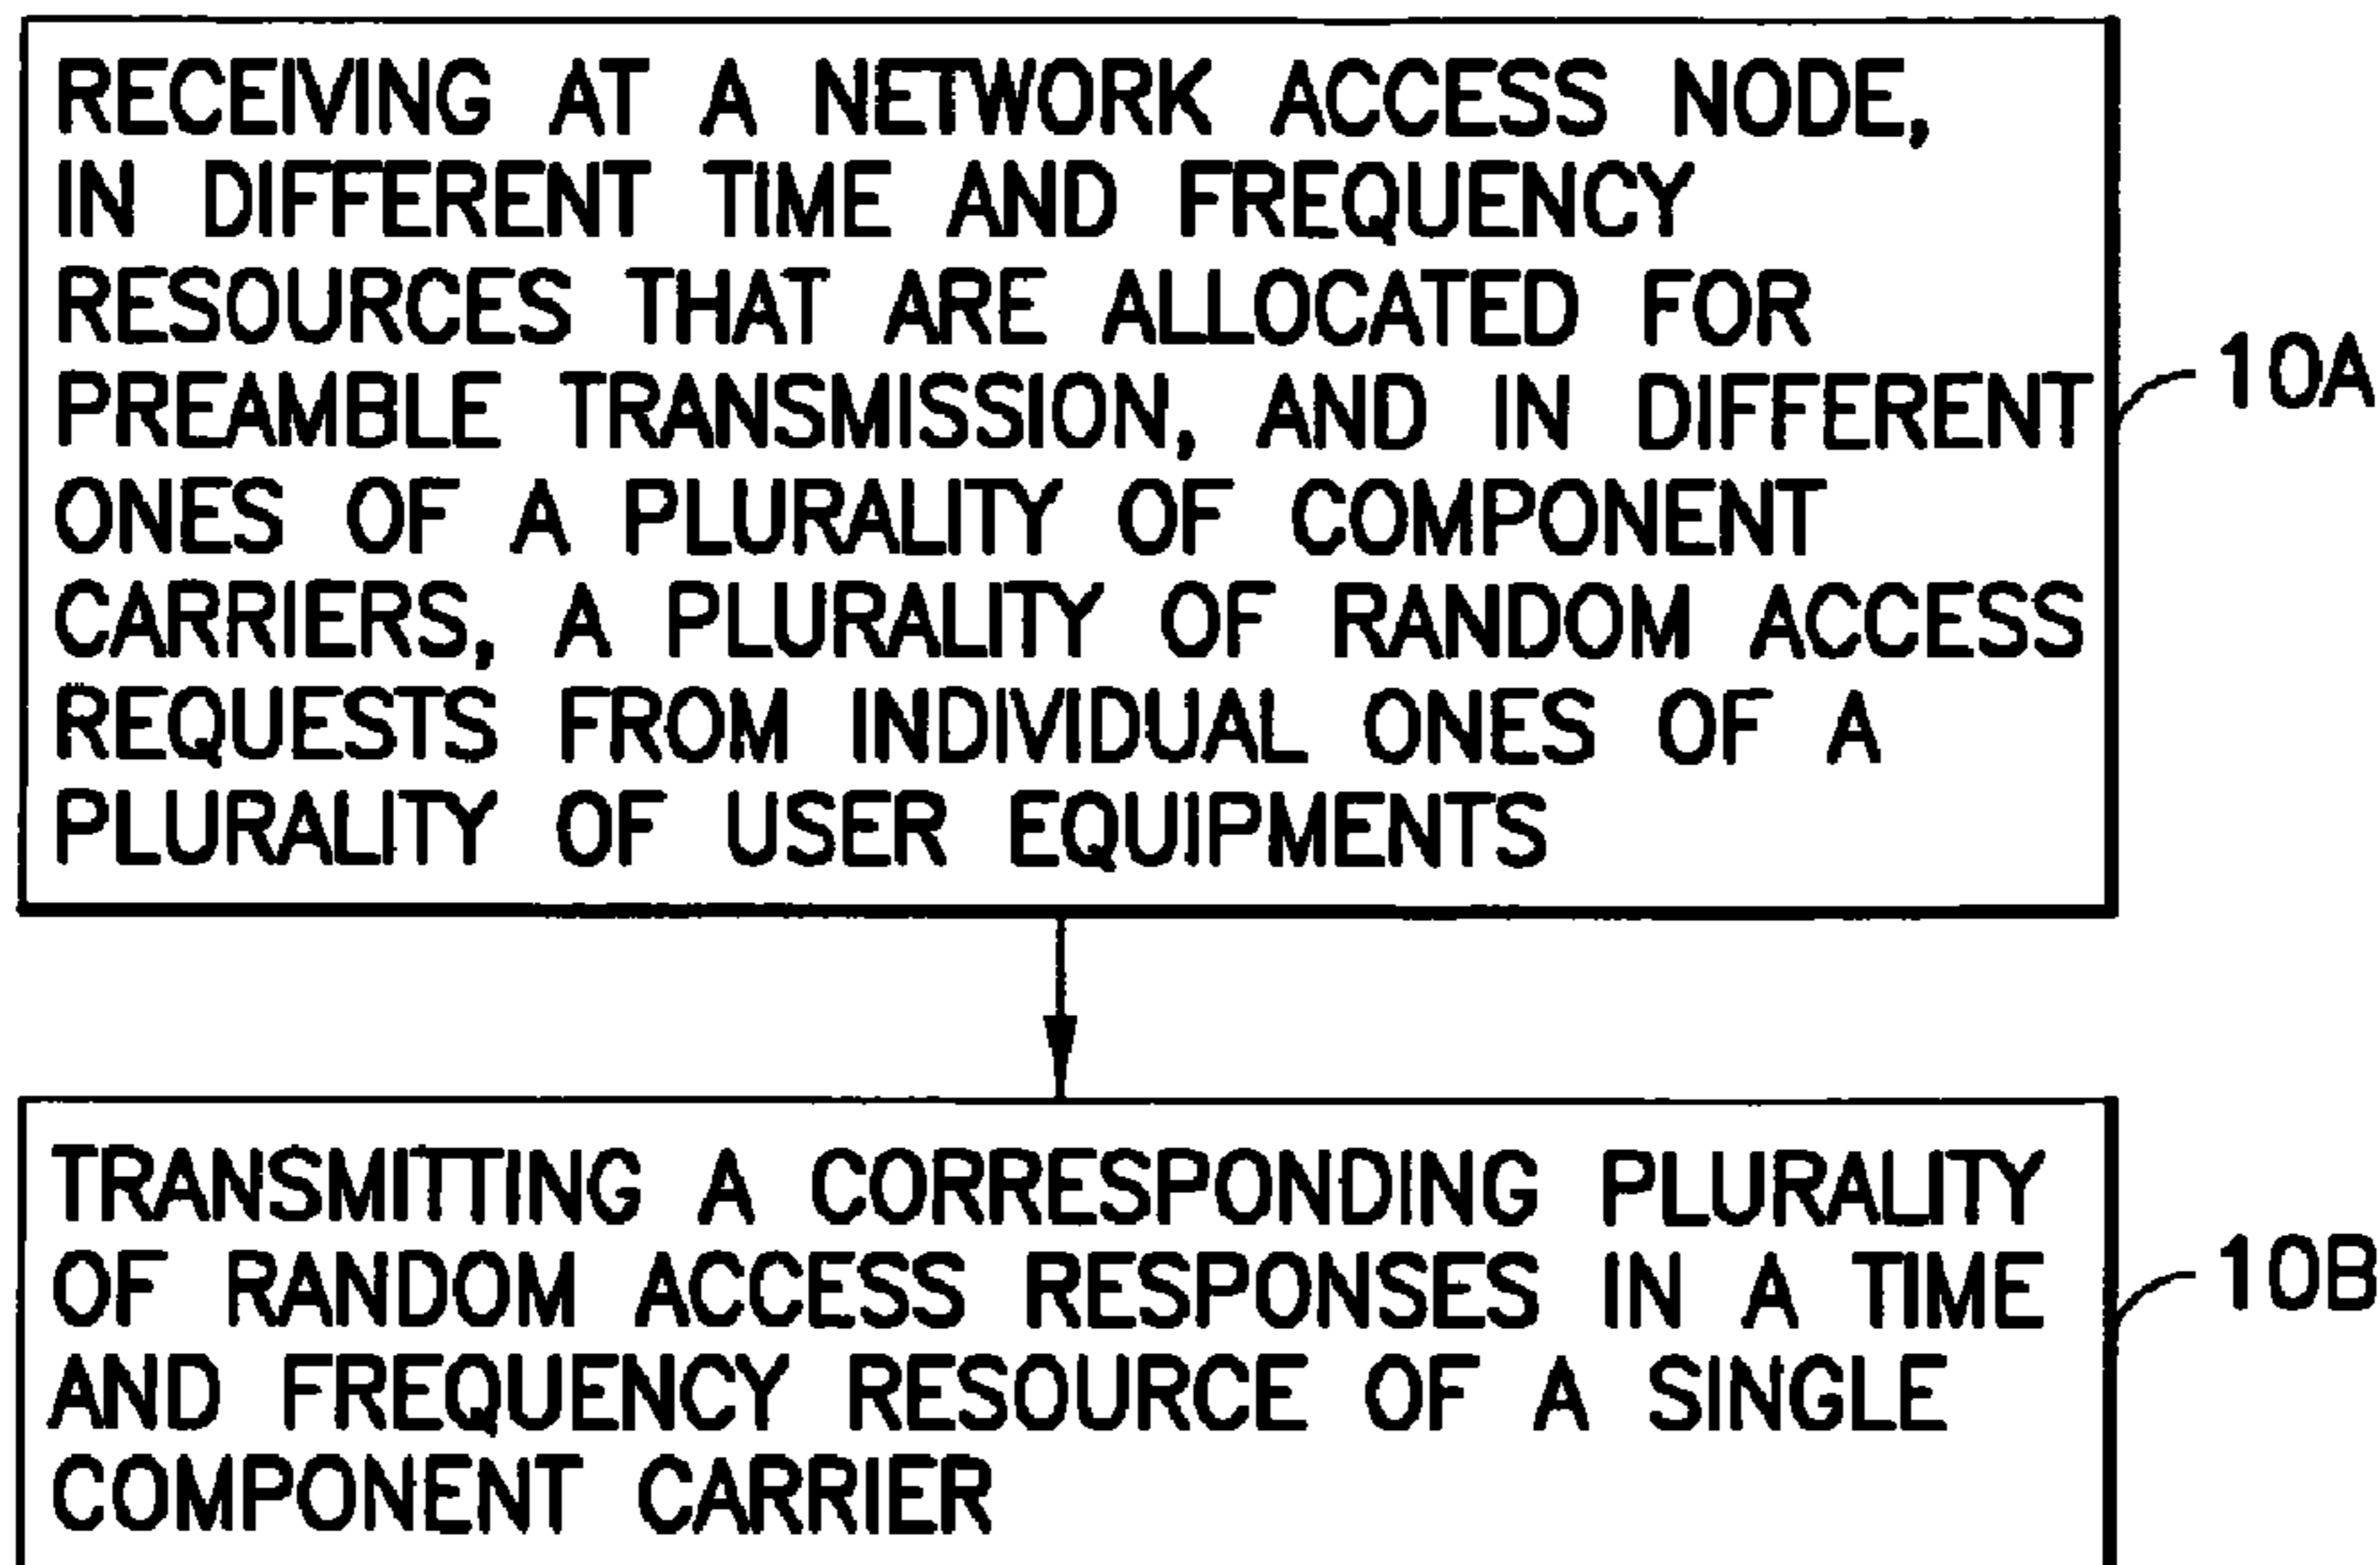 RECEIVING AT A NETWORK ACCESS NODE,
IN DIFFERENT TIME AND FREQUENCY
RESOURCES THAT ARE ALLOCATED FOR
PREAMBLE TRANSMISSION, AND IN DIFFERENT
ONES OF A PLURALITY OF COMPONENT
CARRIERS, A PLURALITY OF RANDOM ACCESS
REQUESTS FROM INDIVIDUAL ONES OF A
PLURALITY OF USER EQUIPMENTS
10A
TRANSMITTING A CORRESPONDING PLURALITY
OF RANDOM ACCESS RESPONSES IN A TIME
AND FREQUENCY RESOURCE OF A SINGLE
COMPONENT CARRIER
10B